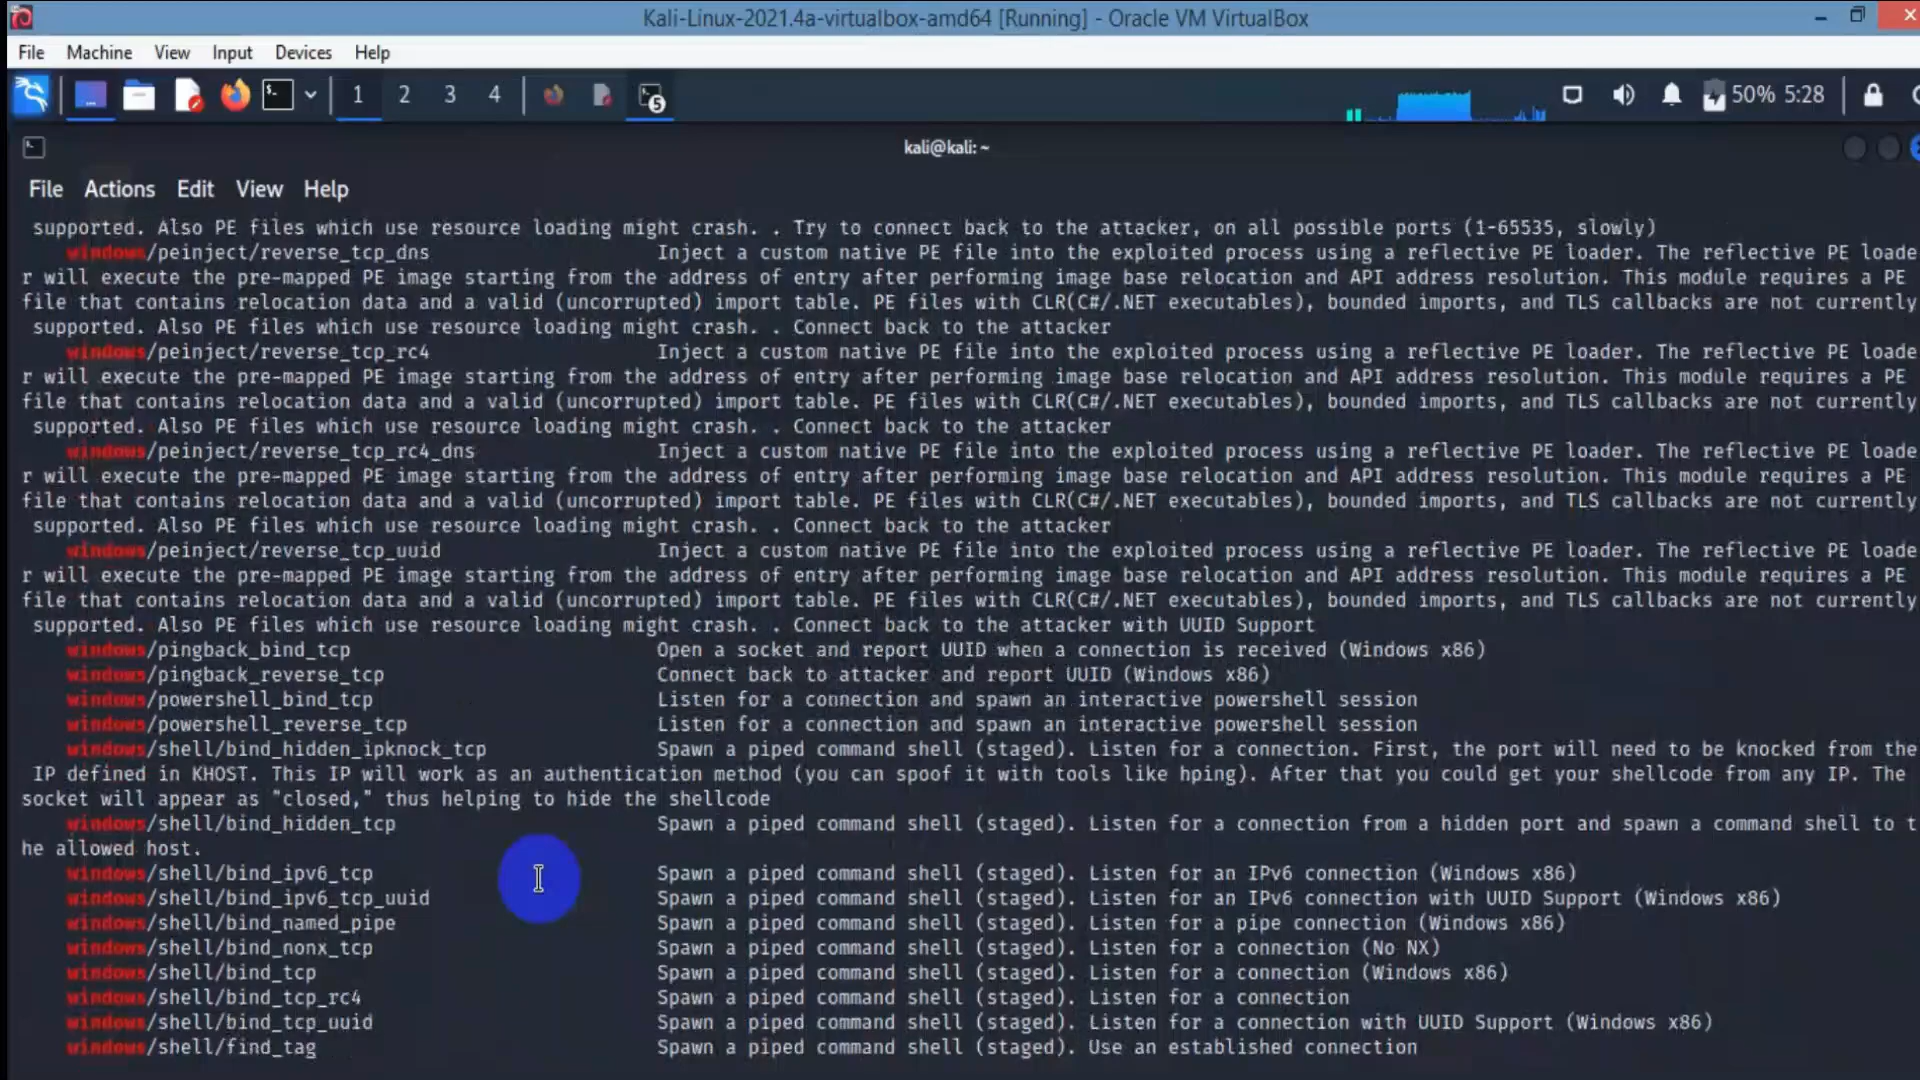 Kali-Linux-2021.4a-virtualbox-amd64 [Running] - Oracle VM VirtualBox
File Machine View Input Devices Help
1 2 3 4 5 50% 5:28
kali@kali: ~
File Actions Edit View Help
supported. Also PE files which use resource loading might crash. . Try to connect back to the attacker, on all possible ports (1-65535, slowly)
windows/peinject/reverse_tcp_dns Inject a custom native PE file into the exploited process using a reflective PE loader. The reflective PE loade
r will execute the pre-mapped PE image starting from the address of entry after performing image base relocation and API address resolution. This module requires a PE
file that contains relocation data and a valid (uncorrupted) import table. PE files with CLR(C#/.NET executables), bounded imports, and TLS callbacks are not currently
supported. Also PE files which use resource loading might crash. . Connect back to the attacker
windows/peinject/reverse_tcp_rc4 Inject a custom native PE file into the exploited process using a reflective PE loader. The reflective PE loade
r will execute the pre-mapped PE image starting from the address of entry after performing image base relocation and API address resolution. This module requires a PE
file that contains relocation data and a valid (uncorrupted) import table. PE files with CLR(C#/.NET executables), bounded imports, and TLS callbacks are not currently
supported. Also PE files which use resource loading might crash. . Connect back to the attacker
windows/peinject/reverse_tcp_rc4_dns Inject a custom native PE file into the exploited process using a reflective PE loader. The reflective PE loade
r will execute the pre-mapped PE image starting from the address of entry after performing image base relocation and API address resolution. This module requires a PE
file that contains relocation data and a valid (uncorrupted) import table. PE files with CLR(C#/.NET executables), bounded imports, and TLS callbacks are not currently
supported. Also PE files which use resource loading might crash. . Connect back to the attacker
windows/peinject/reverse_tcp_uuid Inject a custom native PE file into the exploited process using a reflective PE loader. The reflective PE loade
r will execute the pre-mapped PE image starting from the address of entry after performing image base relocation and API address resolution. This module requires a PE
file that contains relocation data and a valid (uncorrupted) import table. PE files with CLR(C#/.NET executables), bounded imports, and TLS callbacks are not currently
supported. Also PE files which use resource loading might crash. . Connect back to the attacker with UUID Support
windows/pingback_bind_tcp Open a socket and report UUID when a connection is received (Windows x86)
windows/pingback_reverse_tcp Connect back to attacker and report UUID (Windows x86)
windows/powershell_bind_tcp Listen for a connection and spawn an interactive powershell session
windows/powershell_reverse_tcp Listen for a connection and spawn an interactive powershell session
windows/shell/bind_hidden_ipknock_tcp Spawn a piped command shell (staged). Listen for a connection. First, the port will need to be knocked from the
IP defined in KHOST. This IP will work as an authentication method (you can spoof it with tools like hping). After that you could get your shellcode from any IP. The
socket will appear as "closed," thus helping to hide the shellcode
windows/shell/bind_hidden_tcp Spawn a piped command shell (staged). Listen for a connection from a hidden port and spawn a command shell to t
he allowed host.
windows/shell/bind_ipv6_tcp Spawn a piped command shell (staged). Listen for an IPv6 connection (Windows x86)
windows/shell/bind_ipv6_tcp_uuid Spawn a piped command shell (staged). Listen for an IPv6 connection with UUID Support (Windows x86)
windows/shell/bind_named_pipe Spawn a piped command shell (staged). Listen for a pipe connection (Windows x86)
windows/shell/bind_nonx_tcp Spawn a piped command shell (staged). Listen for a connection (No NX)
windows/shell/bind_tcp Spawn a piped command shell (staged). Listen for a connection (Windows x86)
windows/shell/bind_tcp_rc4 Spawn a piped command shell (staged). Listen for a connection
windows/shell/bind_tcp_uuid Spawn a piped command shell (staged). Listen for a connection with UUID Support (Windows x86)
windows/shell/find_tag Spawn a piped command shell (staged). Use an established connection